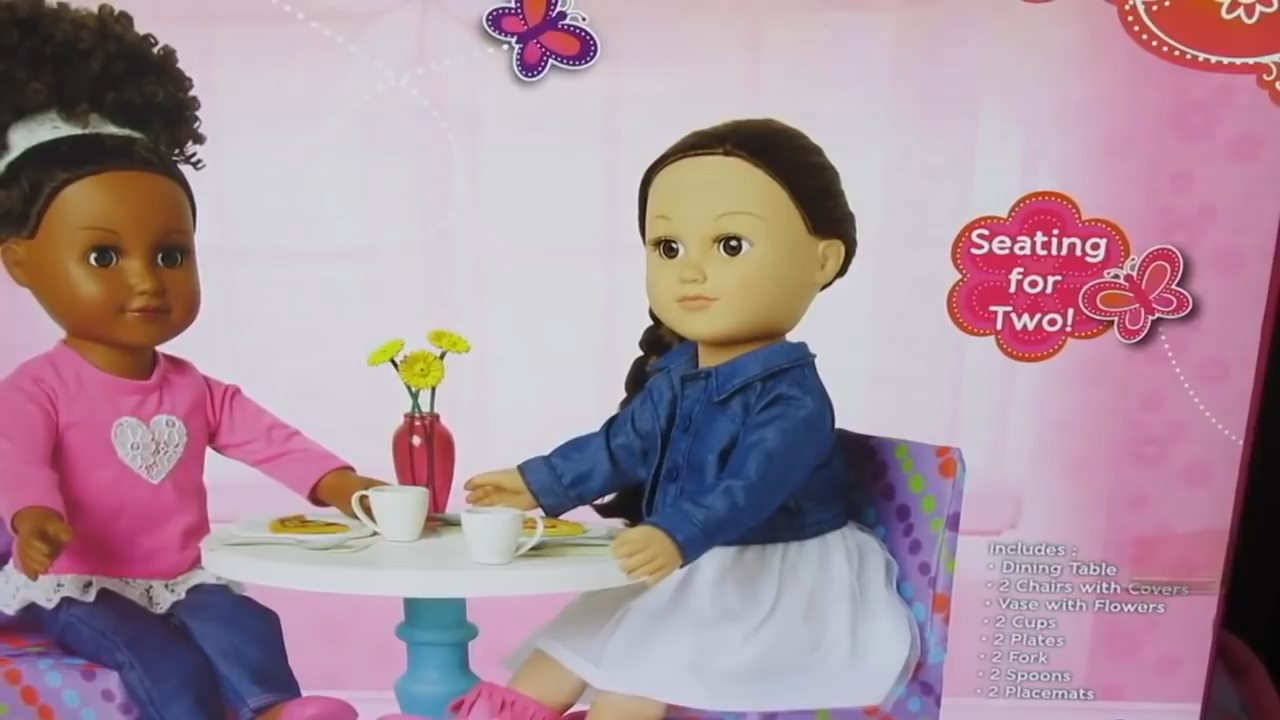 Seating
for
Two!
Includes :
• Dining Table
• 2 Chairs with Covers
• Vase with Flowers
• 2 Cups
• 2 Plates
• 2 Fork
• 2 Spoons
• 2 Placemats